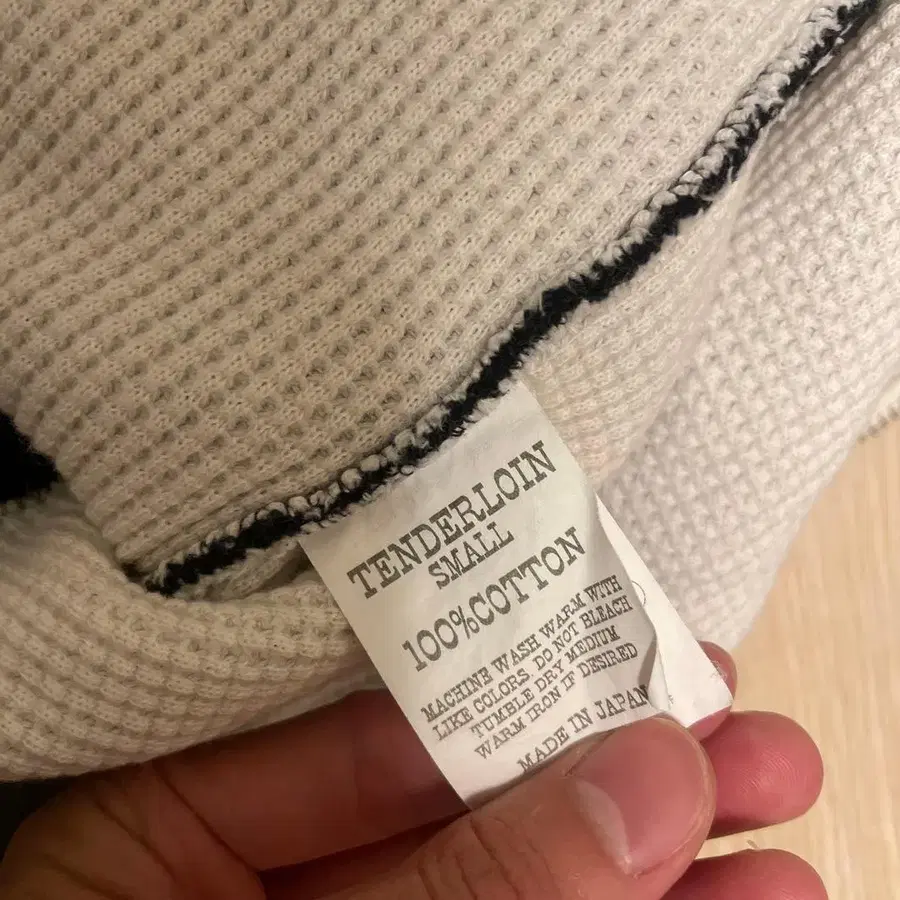 TENDERLOIN
SMALL
100%COTTON
MACHINE WASH WARM WITH
LIKE COLORS. DO NOT BLEACH
TUMBLE DRY MEDIUM
WARM IRON IF DESIRED
MADE IN JAPAN